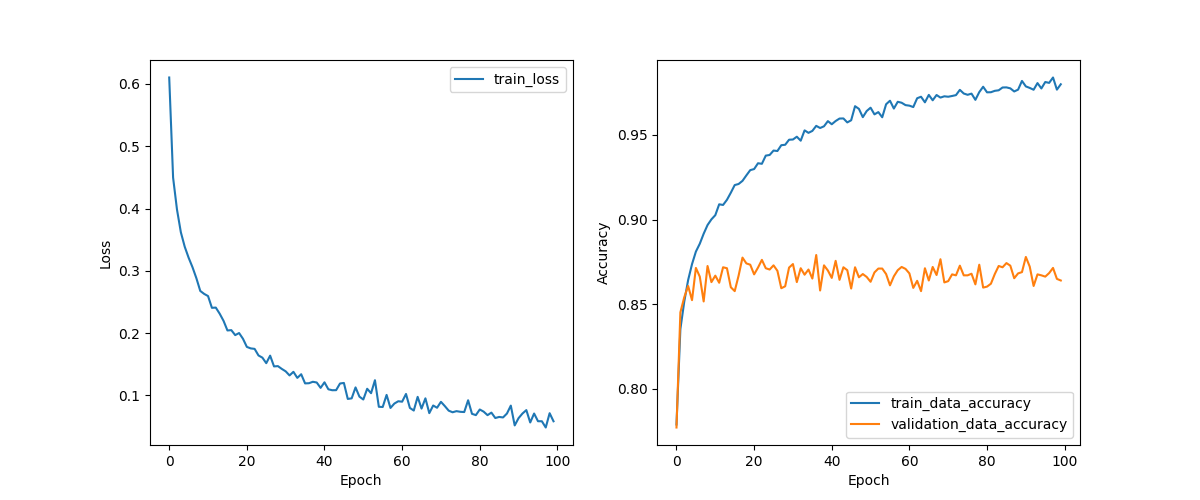 train_loss
0.6
0.5
0.4
0.3
0.2
0.1
Loss
0 20 40 60 80 100
Epoch
0.95
0.90
0.85
0.80
Accuracy
train_data_accuracy
validation_data_accuracy
0 20 40 60 80 100
Epoch